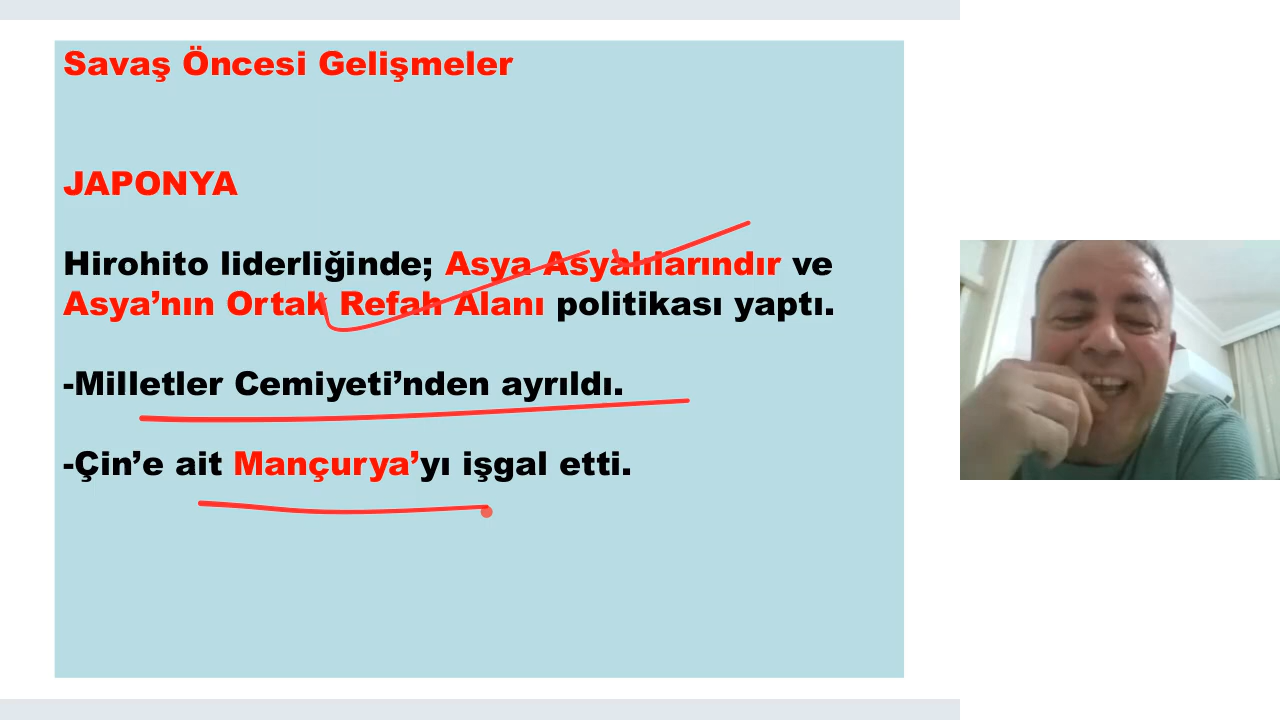 Savaş Öncesi Gelişmeler
JAPONYA
Hirohito liderliğinde; Asya Asyalılarındır ve
Asya’nın Ortak Refah Alanı politikası yaptı.
-Milletler Cemiyeti’nden ayrıldı.
-Çin’e ait Mançurya’yı işgal etti.